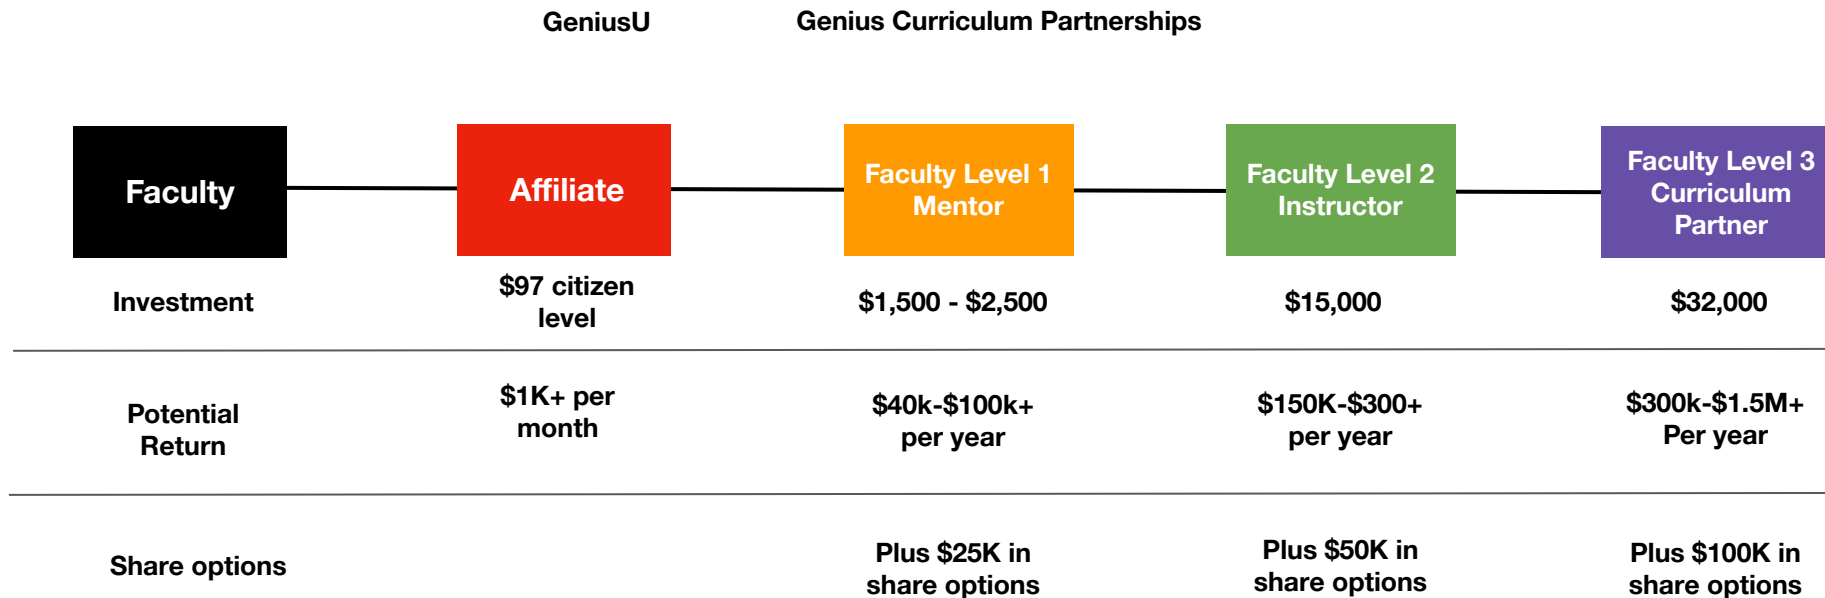 GeniusU
Genius Curriculum Partnerships
Faculty
Affiliate
Faculty Level 1
Mentor
Faculty Level 2
Instructor
Faculty Level 3
Curriculum
Partner
Investment
$97 citizen
level
$1,500 - $2,500
$15,000
$32,000
Potential
Return
$1K+ per
month
$40k-$100k+
per year
$150K-$300+
per year
$300k-$1.5M+
Per year
Share options
Plus $25K in
share options
Plus $50K in
share options
Plus $100K in
share options